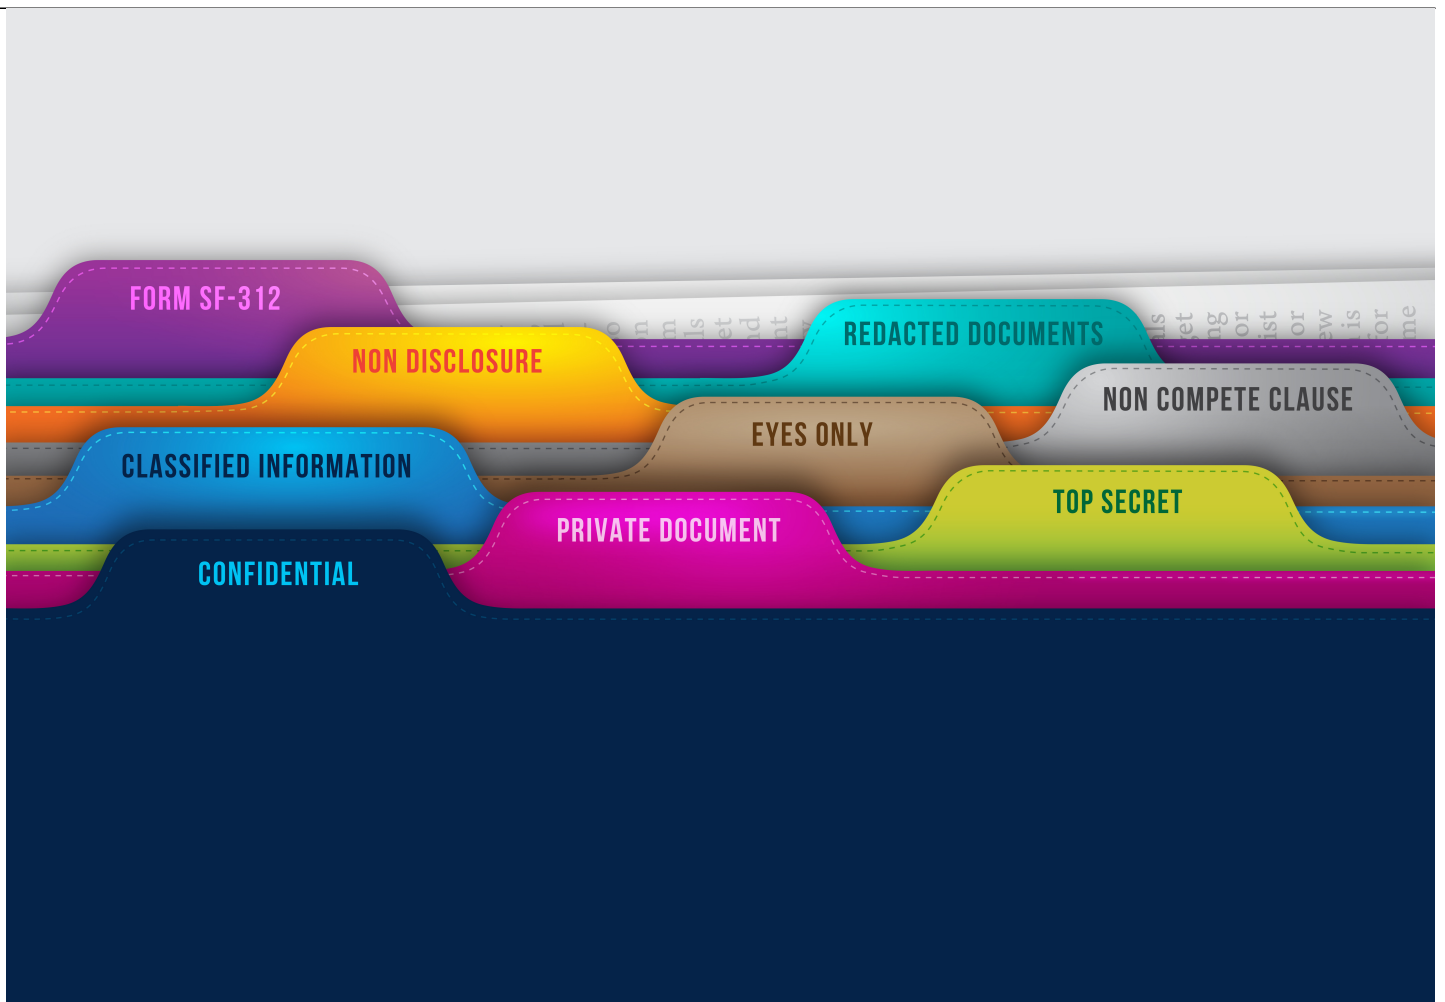 FORM SF-312
REDACTED DOCUMENTS
NON DISCLOSURE
NON COMPETE CLAUSE
EYES ONLY
CLASSIFIED INFORMATION
TOP SECRET
PRIVATE DOCUMENT
CONFIDENTIAL